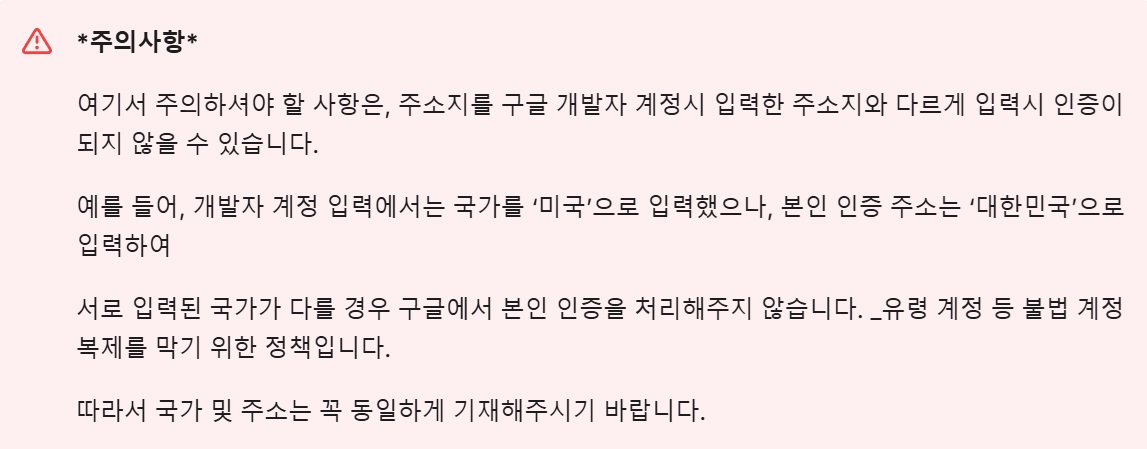 *주의사항*
여기서 주의하셔야 할 사항은, 주소지를 구글 개발자 계정시 입력한 주소지와 다르게 입력시 인증이
되지 않을 수 있습니다.
예를 들어, 개발자 계정 입력에서는 국가를 ‘미국’으로 입력했으나, 본인 인증 주소는 ‘대한민국’으로
입력하여
서로 입력된 국가가 다를 경우 구글에서 본인 인증을 처리해주지 않습니다. _유령 계정 등 불법 계정
복제를 막기 위한 정책입니다.
따라서 국가 및 주소는 꼭 동일하게 기재해주시기 바랍니다.